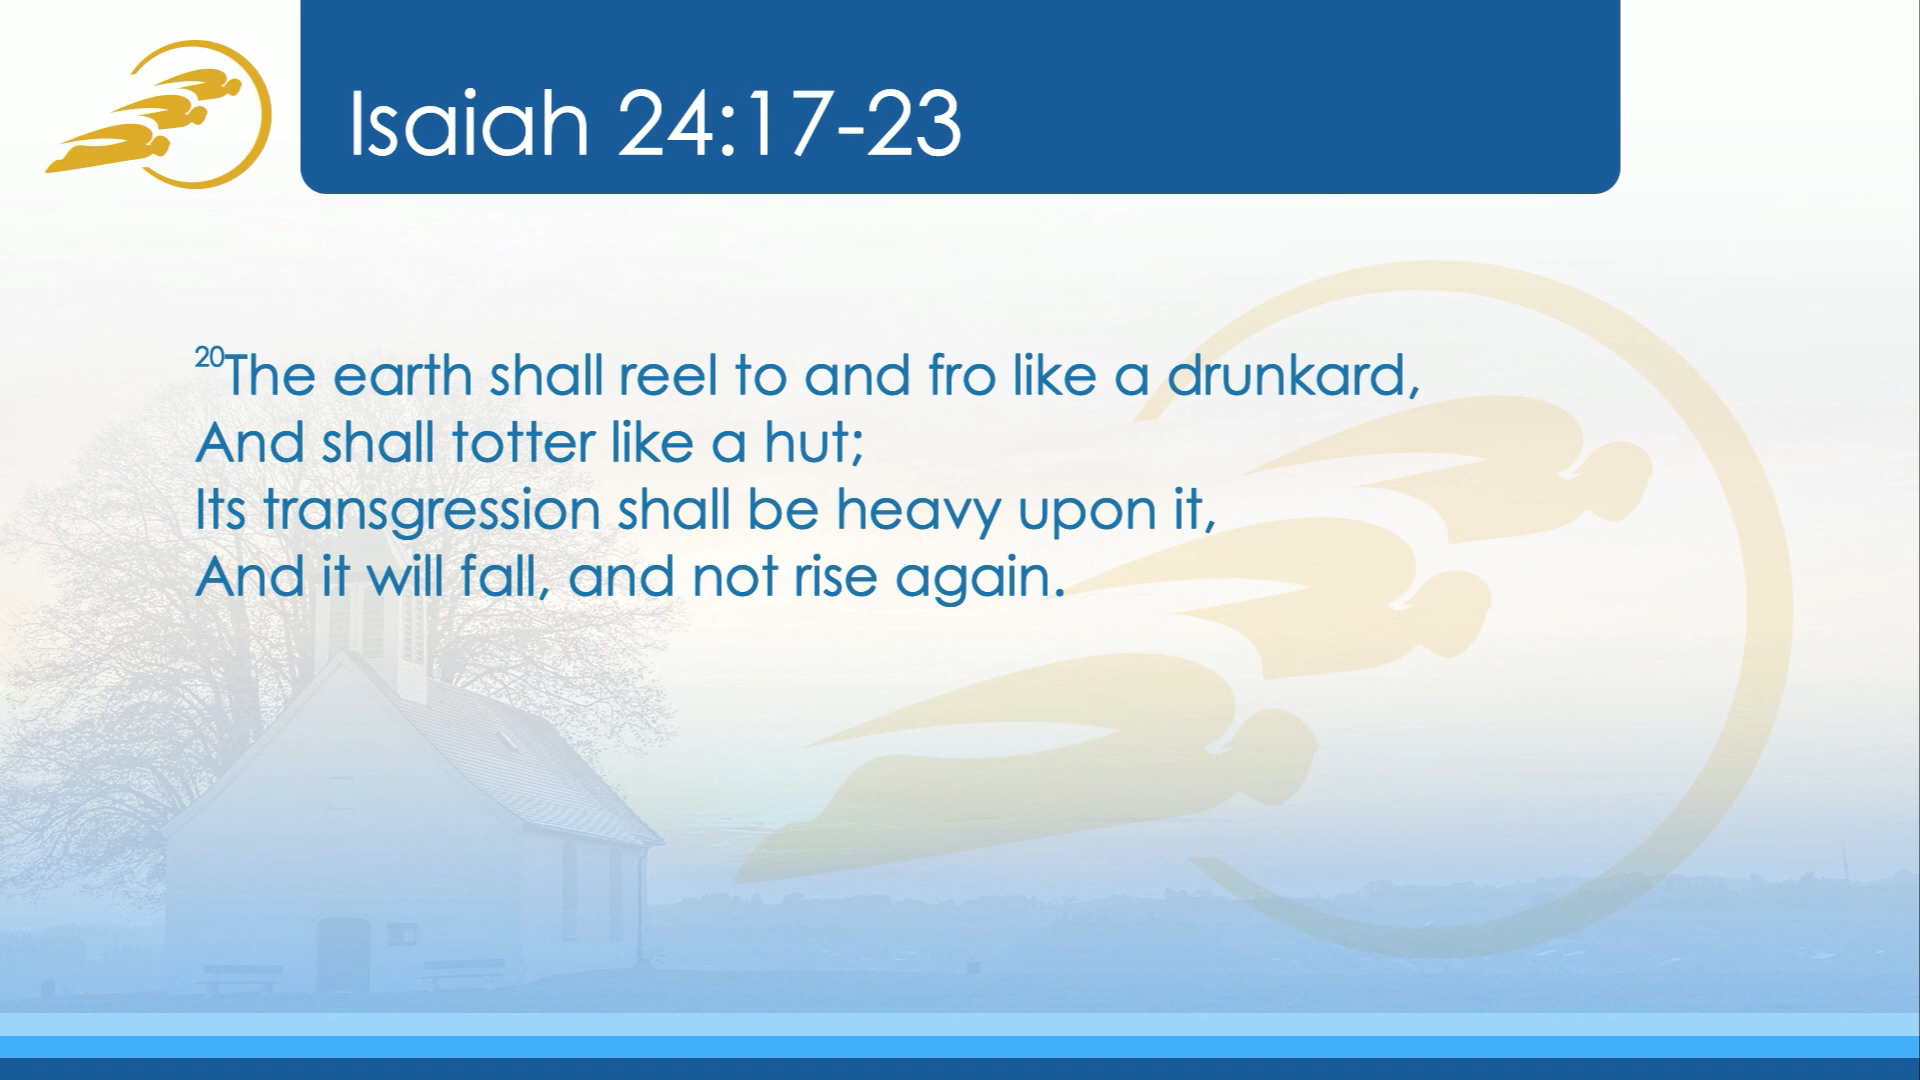 Isaiah 24:17-23
20The earth shall reel to and fro like a drunkard,
And shall totter like a hut;
Its transgression shall be heavy upon it,
And it will fall, and not rise again.